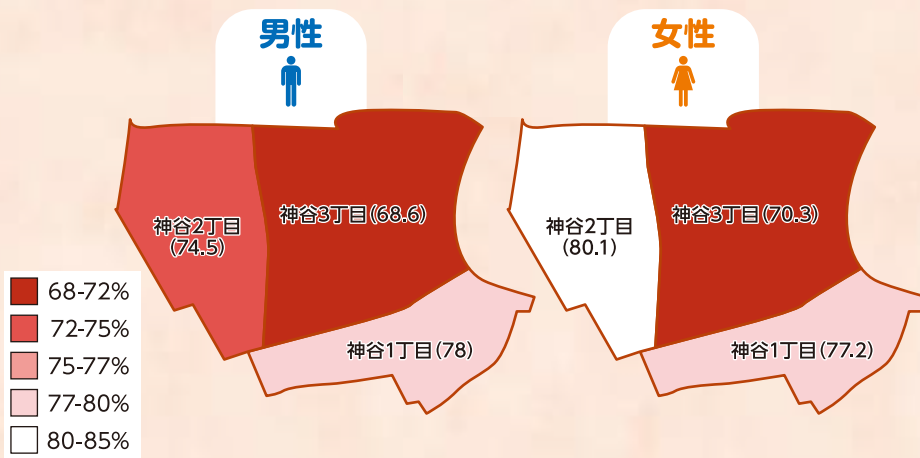 男性
女性
神谷3丁目(68.6)
神谷2丁目
(74.5)
神谷1丁目(78)
神谷3丁目(70.3)
神谷2丁目
(80.1)
神谷1丁目(77.2)
68-72%
72-75%
75-77%
77-80%
80-85%